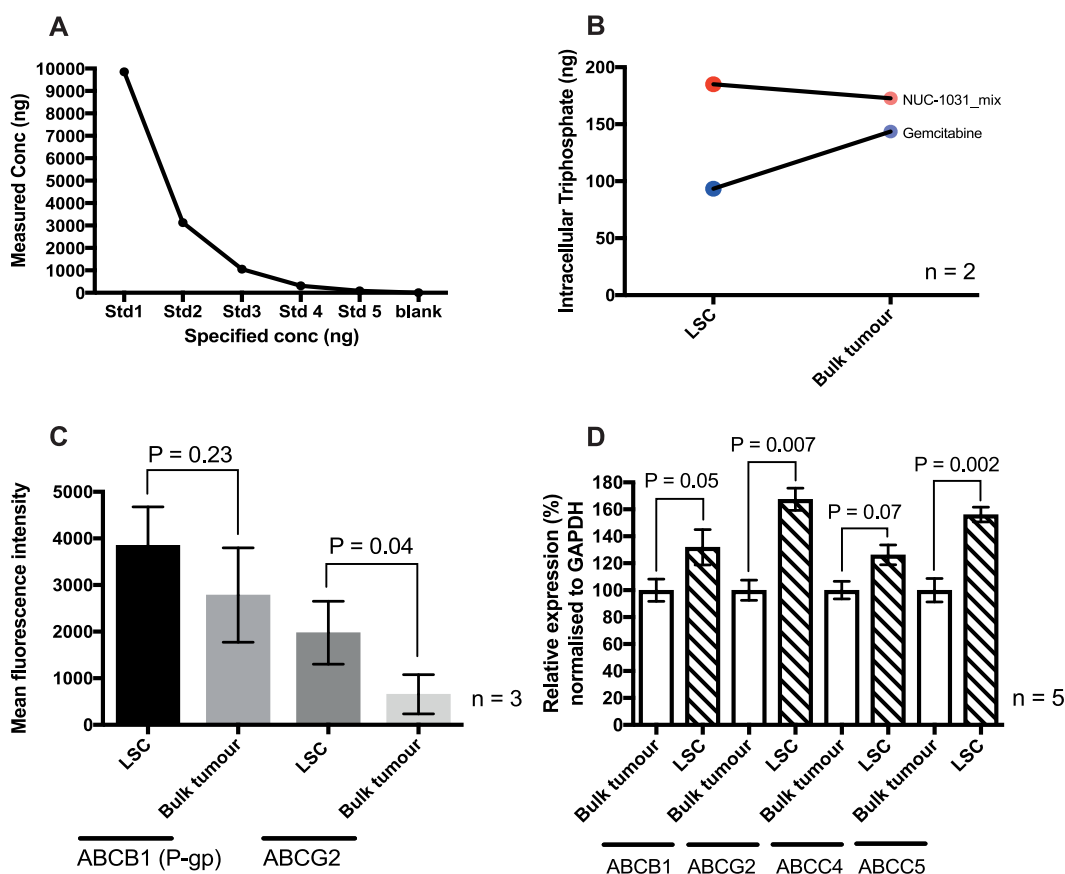 A
Measured Conc (ng)
10000
9000
8000
7000
6000
5000
4000
3000
2000
1000
0
Std1 Std2 Std3 Std 4 Std 5 blank
Specified conc (ng)
B
Intracellular Triphosphate (ng)
200
150
100
50
0
NUC-1031_mix
Gemcitabine
n = 2
LSC
Bulk tumour
C
P = 0.23
P = 0.04
Mean fluorescence intensity
5000
4000
3000
2000
1000
0
n = 3
LSC
Bulk tumour
LSC
Bulk tumour
ABCB1 (P-gp) ABCG2
D
P = 0.05
P = 0.007
P = 0.07
P = 0.002
Relative expression (%)
normalised to GAPDH
180
160
140
120
100
80
60
40
20
0
n = 5
Bulk tumour
LSC
Bulk tumour
LSC
Bulk tumour
LSC
Bulk tumour
LSC
ABCB1 ABCG2 ABCC4 ABCC5